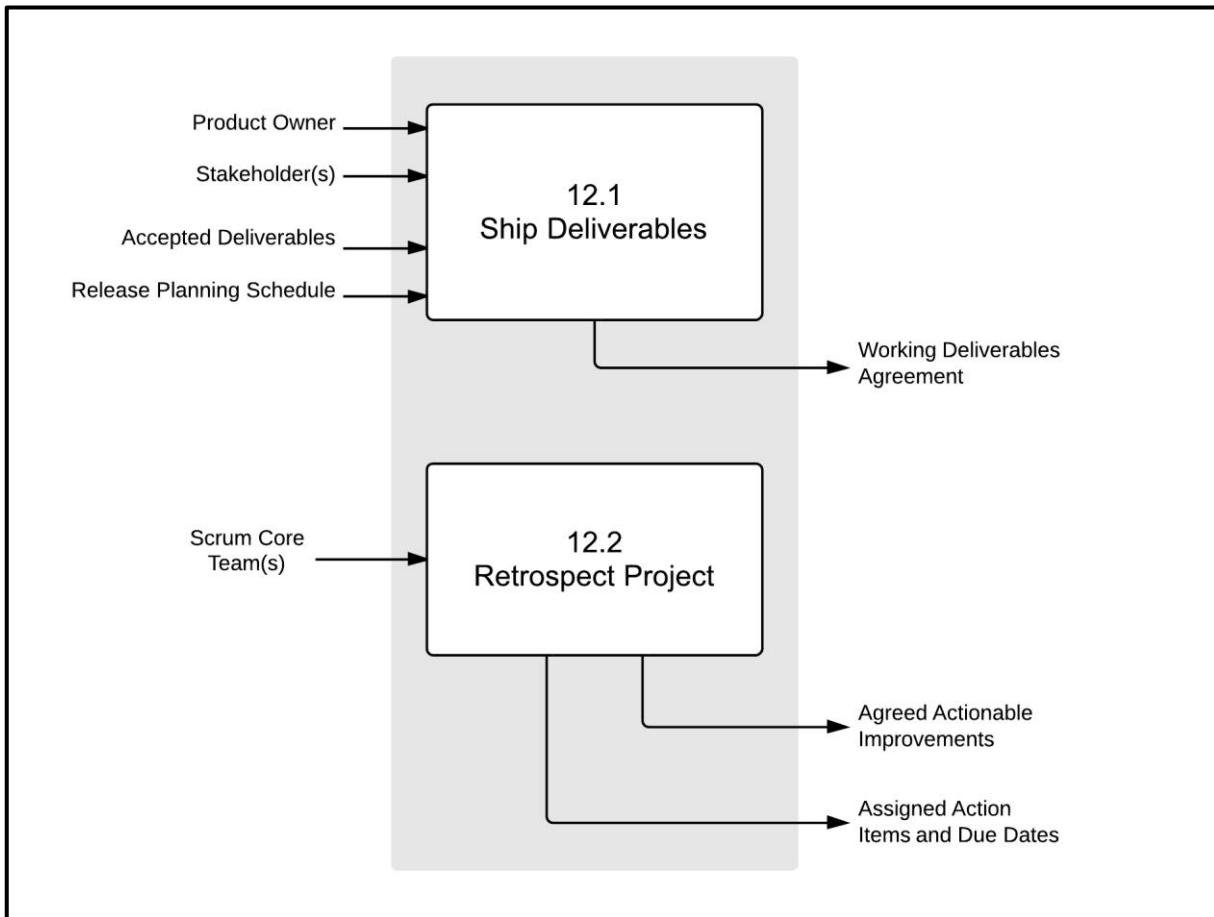 Product Owner
Stakeholder(s)
Accepted Deliverables
Release Planning Schedule
12.1
Ship Deliverables
Working Deliverables
Agreement
Scrum Core
Team(s)
12.2
Retrospect Project
Agreed Actionable
Improvements
Assigned Action
Items and Due Dates